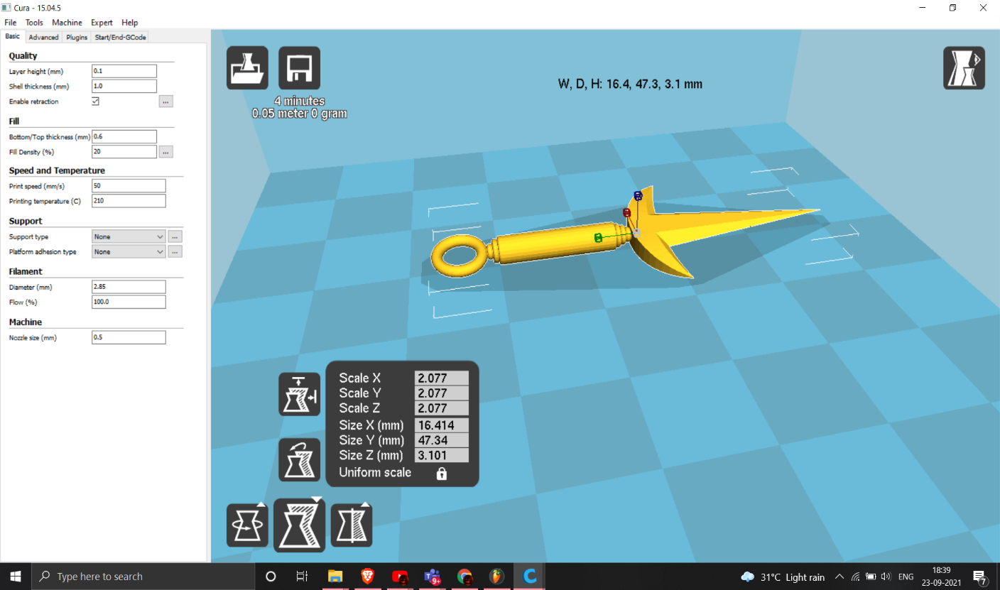 Cura - 15.04.5
File Tools Machine Expert Help
Basic Advanced Plugins Start/End-GCode
Quality
Layer height (mm) 0.1
Shell thickness (mm) 1.0
Enable retraction ...
Fill
Bottom/Top thickness (mm) 0.6
Fill Density (%) 20 ...
Speed and Temperature
Print speed (mm/s) 50
Printing temperature (C) 210
Support
Support type None ...
Platform adhesion type None ...
Filament
Diameter (mm) 2.85
Flow (%) 100.0
Machine
Nozzle size (mm) 0.5
4 minutes
0.05 meter 0 gram
W, D, H: 16.4, 47.3, 3.1 mm
Scale X 2.077
Scale Y 2.077
Scale Z 2.077
Size X (mm) 16.414
Size Y (mm) 47.34
Size Z (mm) 3.101
Uniform scale
Type here to search
9+
31°C Light rain
ENG
18:39
23-09-2021
7